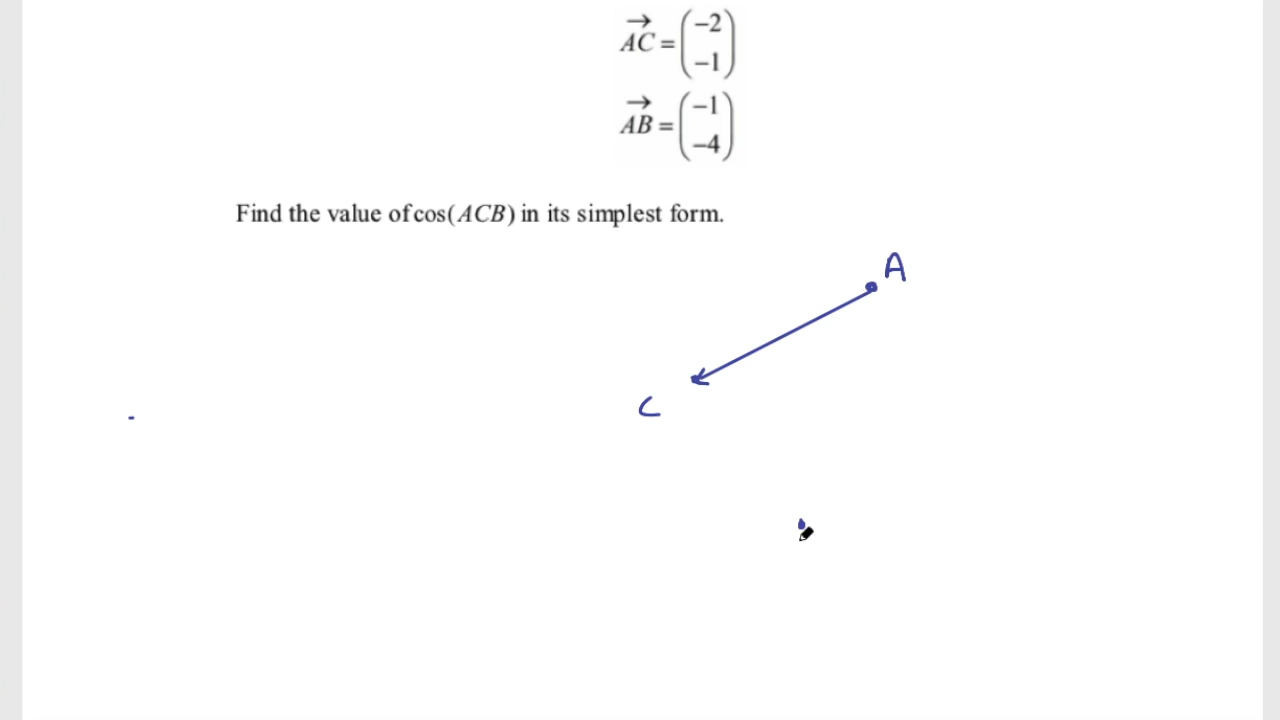 AC = (−2
−1)
AB = (−1
−4)
Find the value of cos(ACB) in its simplest form.
A
C